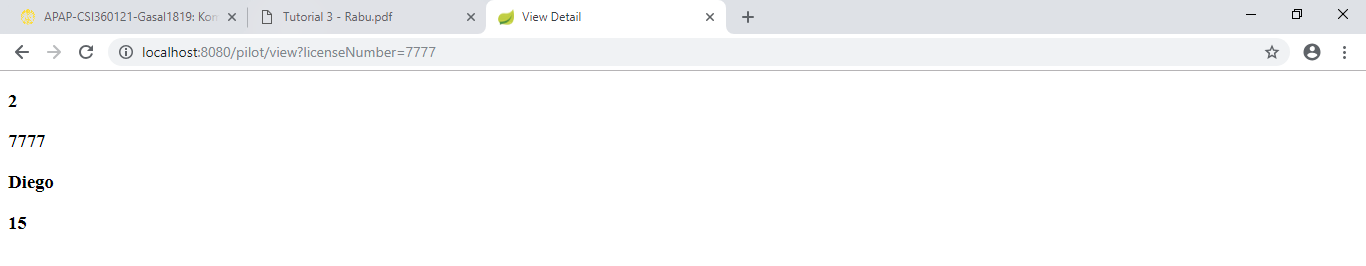 APAP-CSI360121-Gasal1819: Kom
Tutorial 3 - Rabu.pdf
View Detail
localhost:8080/pilot/view?licenseNumber=7777
2
7777
Diego
15